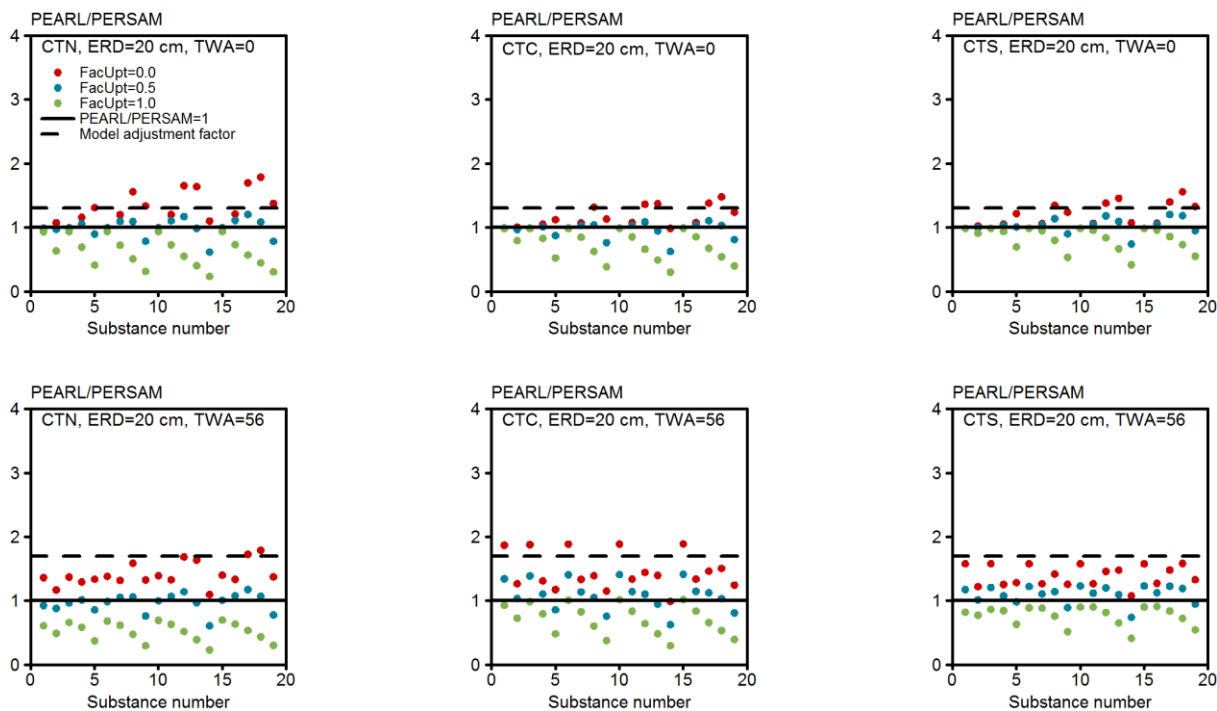 PEARL/PERSAM
CTN, ERD=20 cm, TWA=0
FacUpt=0.0
FacUpt=0.5
FacUpt=1.0
PEARL/PERSAM=1
Model adjustment factor
4
3
2
1
0
0 5 10 15 20
Substance number
PEARL/PERSAM
CTC, ERD=20 cm, TWA=0
4
3
2
1
0
0 5 10 15 20
Substance number
PEARL/PERSAM
CTS, ERD=20 cm, TWA=0
4
3
2
1
0
0 5 10 15 20
Substance number
PEARL/PERSAM
CTN, ERD=20 cm, TWA=56
4
3
2
1
0
0 5 10 15 20
Substance number
PEARL/PERSAM
CTC, ERD=20 cm, TWA=56
4
3
2
1
0
0 5 10 15 20
Substance number
PEARL/PERSAM
CTS, ERD=20 cm, TWA=56
4
3
2
1
0
0 5 10 15 20
Substance number